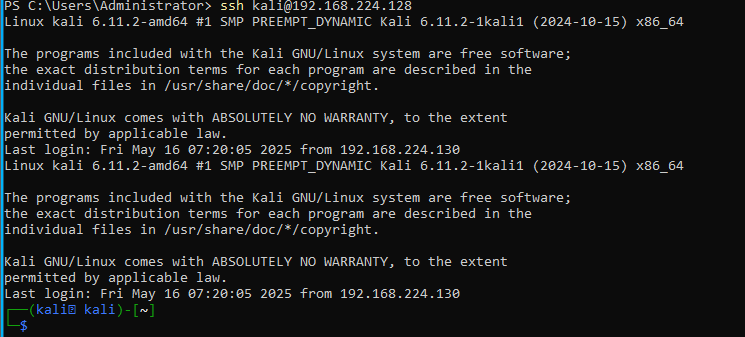 PS C:\Users\Administrator> ssh kali@192.168.224.128
Linux kali 6.11.2-amd64 #1 SMP PREEMPT_DYNAMIC Kali 6.11.2-1kali1 (2024-10-15) x86_64
The programs included with the Kali GNU/Linux system are free software;
the exact distribution terms for each program are described in the
individual files in /usr/share/doc/*/copyright.
Kali GNU/Linux comes with ABSOLUTELY NO WARRANTY, to the extent
permitted by applicable law.
Last login: Fri May 16 07:20:05 2025 from 192.168.224.130
Linux kali 6.11.2-amd64 #1 SMP PREEMPT_DYNAMIC Kali 6.11.2-1kali1 (2024-10-15) x86_64
The programs included with the Kali GNU/Linux system are free software;
the exact distribution terms for each program are described in the
individual files in /usr/share/doc/*/copyright.
Kali GNU/Linux comes with ABSOLUTELY NO WARRANTY, to the extent
permitted by applicable law.
Last login: Fri May 16 07:20:05 2025 from 192.168.224.130
┌──(kali⍰ kali)-[~]
└─$